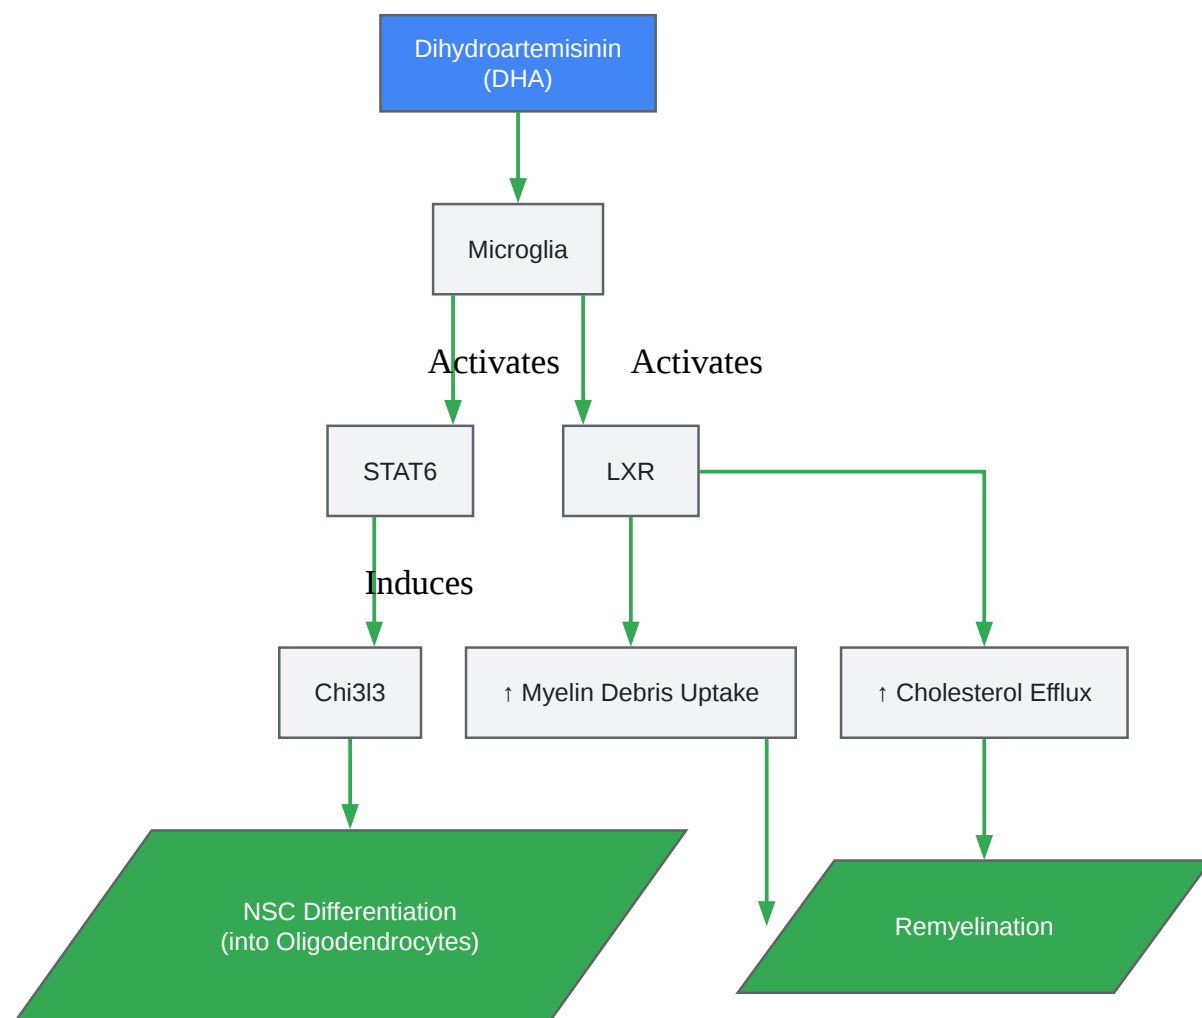 Dihydroartemisinin
(DHA)
Microglia
Activates
Activates
STAT6
LXR
Induces
Chi3l3
↑ Myelin Debris Uptake
↑ Cholesterol Efflux
NSC Differentiation
(into Oligodendrocytes)
Remyelination